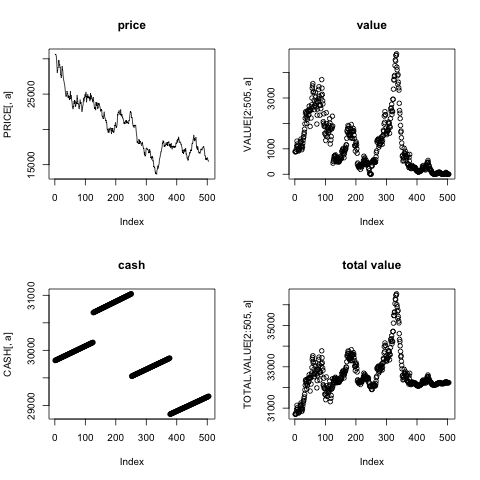 price
PRICE[, a]
15000 25000
0 100 200 300 400 500
Index
value
VALUE[2:505, a]
0 1000 3000
0 100 200 300 400 500
Index
cash
CASH[, a]
29000 30000 31000
0 100 200 300 400 500
Index
total value
TOTAL.VALUE[2:505, a]
31000 33000 35000
0 100 200 300 400 500
Index